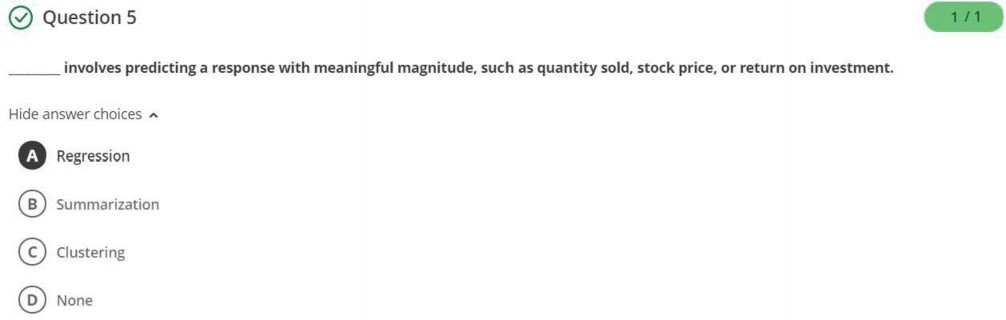 Question 5
1 / 1
________ involves predicting a response with meaningful magnitude, such as quantity sold, stock price, or return on investment.
Hide answer choices
A Regression
B Summarization
C Clustering
D None